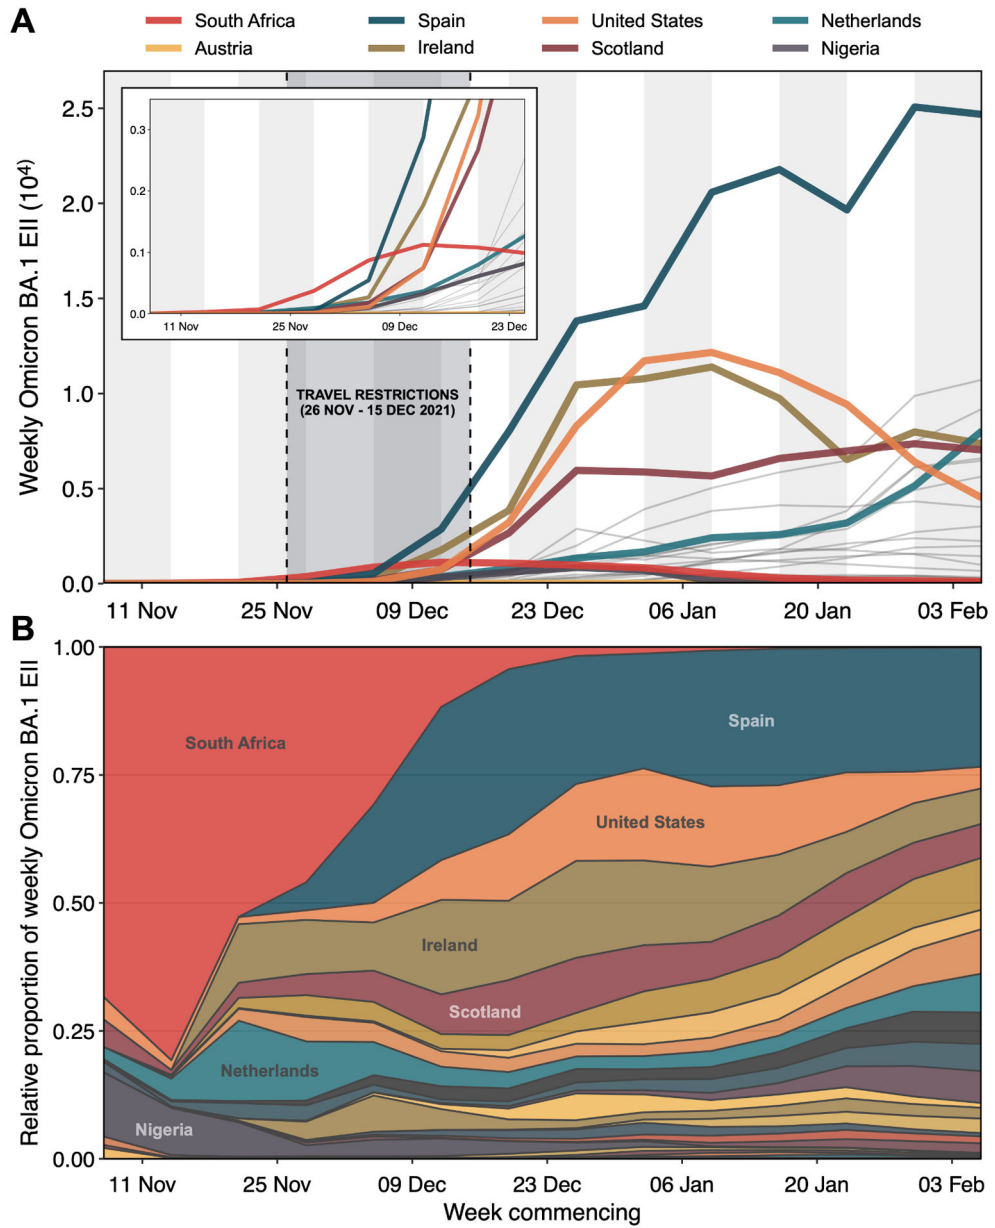 A
South Africa Spain United States Netherlands
Austria Ireland Scotland Nigeria
Weekly Omicron BA.1 EII (10⁴)
2.5
2.0
1.5
1.0
0.5
0.0
0.3
0.2
0.1
0.0
11 Nov 25 Nov 09 Dec 23 Dec
TRAVEL RESTRICTIONS
(26 NOV - 15 DEC 2021)
11 Nov 25 Nov 09 Dec 23 Dec 06 Jan 20 Jan 03 Feb
B
Relative proportion of weekly Omicron BA.1 EII
1.00
0.75
0.50
0.25
0.00
South Africa
Spain
United States
Ireland
Scotland
Netherlands
Nigeria
11 Nov 25 Nov 09 Dec 23 Dec 06 Jan 20 Jan 03 Feb
Week commencing